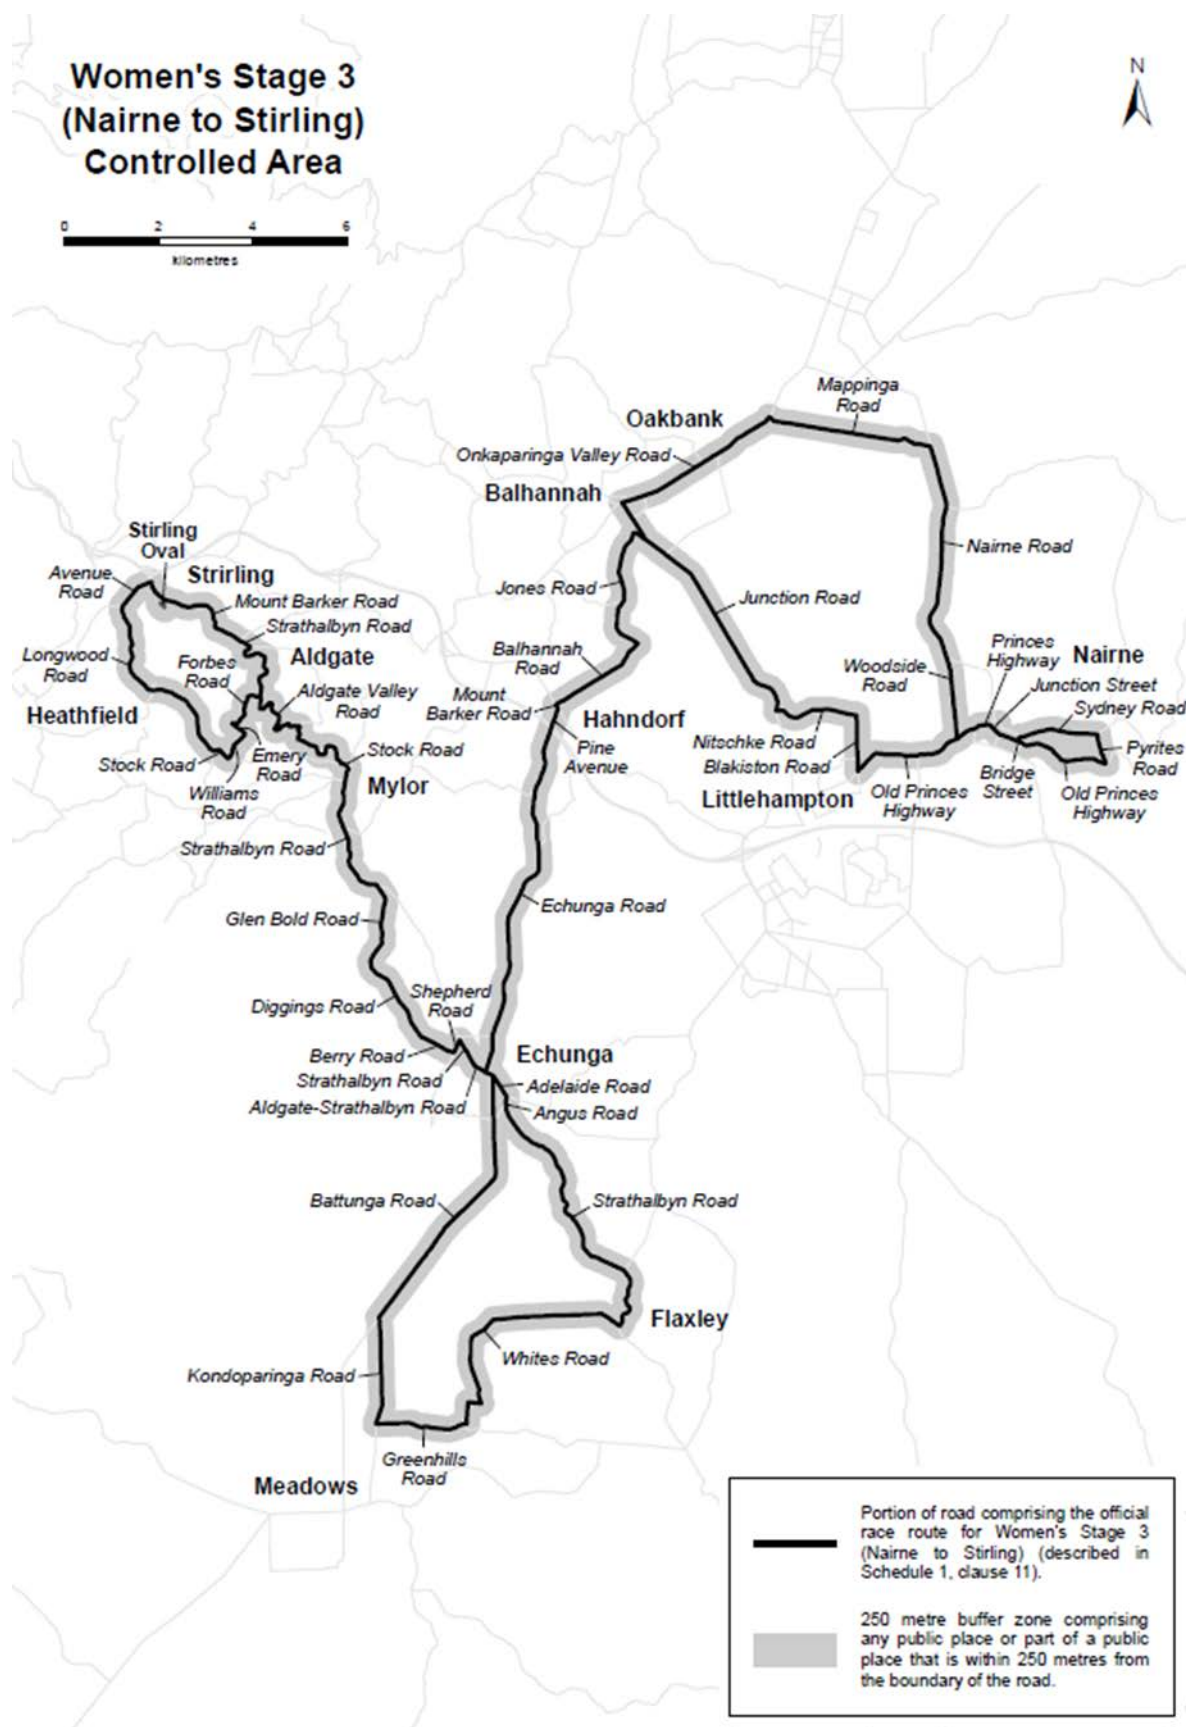 Women's Stage 3
(Nairne to Stirling)
Controlled Area
N
0 2 4 6
kilometres
Mappinga
Road
Oakbank
Onkaparinga Valley Road
Balhannah
Stirling
Oval
Avenue
Road
Strirling
Mount Barker Road
Strathalbyn Road
Nairne Road
Jones Road
Junction Road
Longwood
Road
Forbes
Road
Aldgate
Balhannah
Road
Princes
Highway
Nairne
Woodside
Road
Junction Street
Aldgate Valley
Road
Mount
Barker Road
Sydney Road
Heathfield
Hahndorf
Stock Road
Emery
Road
Stock Road
Pine
Avenue
Nitschke Road
Blakiston Road
Pyrites
Road
Williams
Road
Mylor
Littlehampton
Old Princes
Highway
Bridge
Street
Old Princes
Highway
Strathalbyn Road
Echunga Road
Glen Bold Road
Shepherd
Road
Diggings Road
Berry Road
Echunga
Strathalbyn Road
Adelaide Road
Aldgate-Strathalbyn Road
Angus Road
Battunga Road
Strathalbyn Road
Flaxley
Whites Road
Kondoparinga Road
Greenhills
Road
Meadows
Portion of road comprising the official
race route for Women's Stage 3
(Nairne to Stirling) (described in
Schedule 1, clause 11).
250 metre buffer zone comprising
any public place or part of a public
place that is within 250 metres from
the boundary of the road.